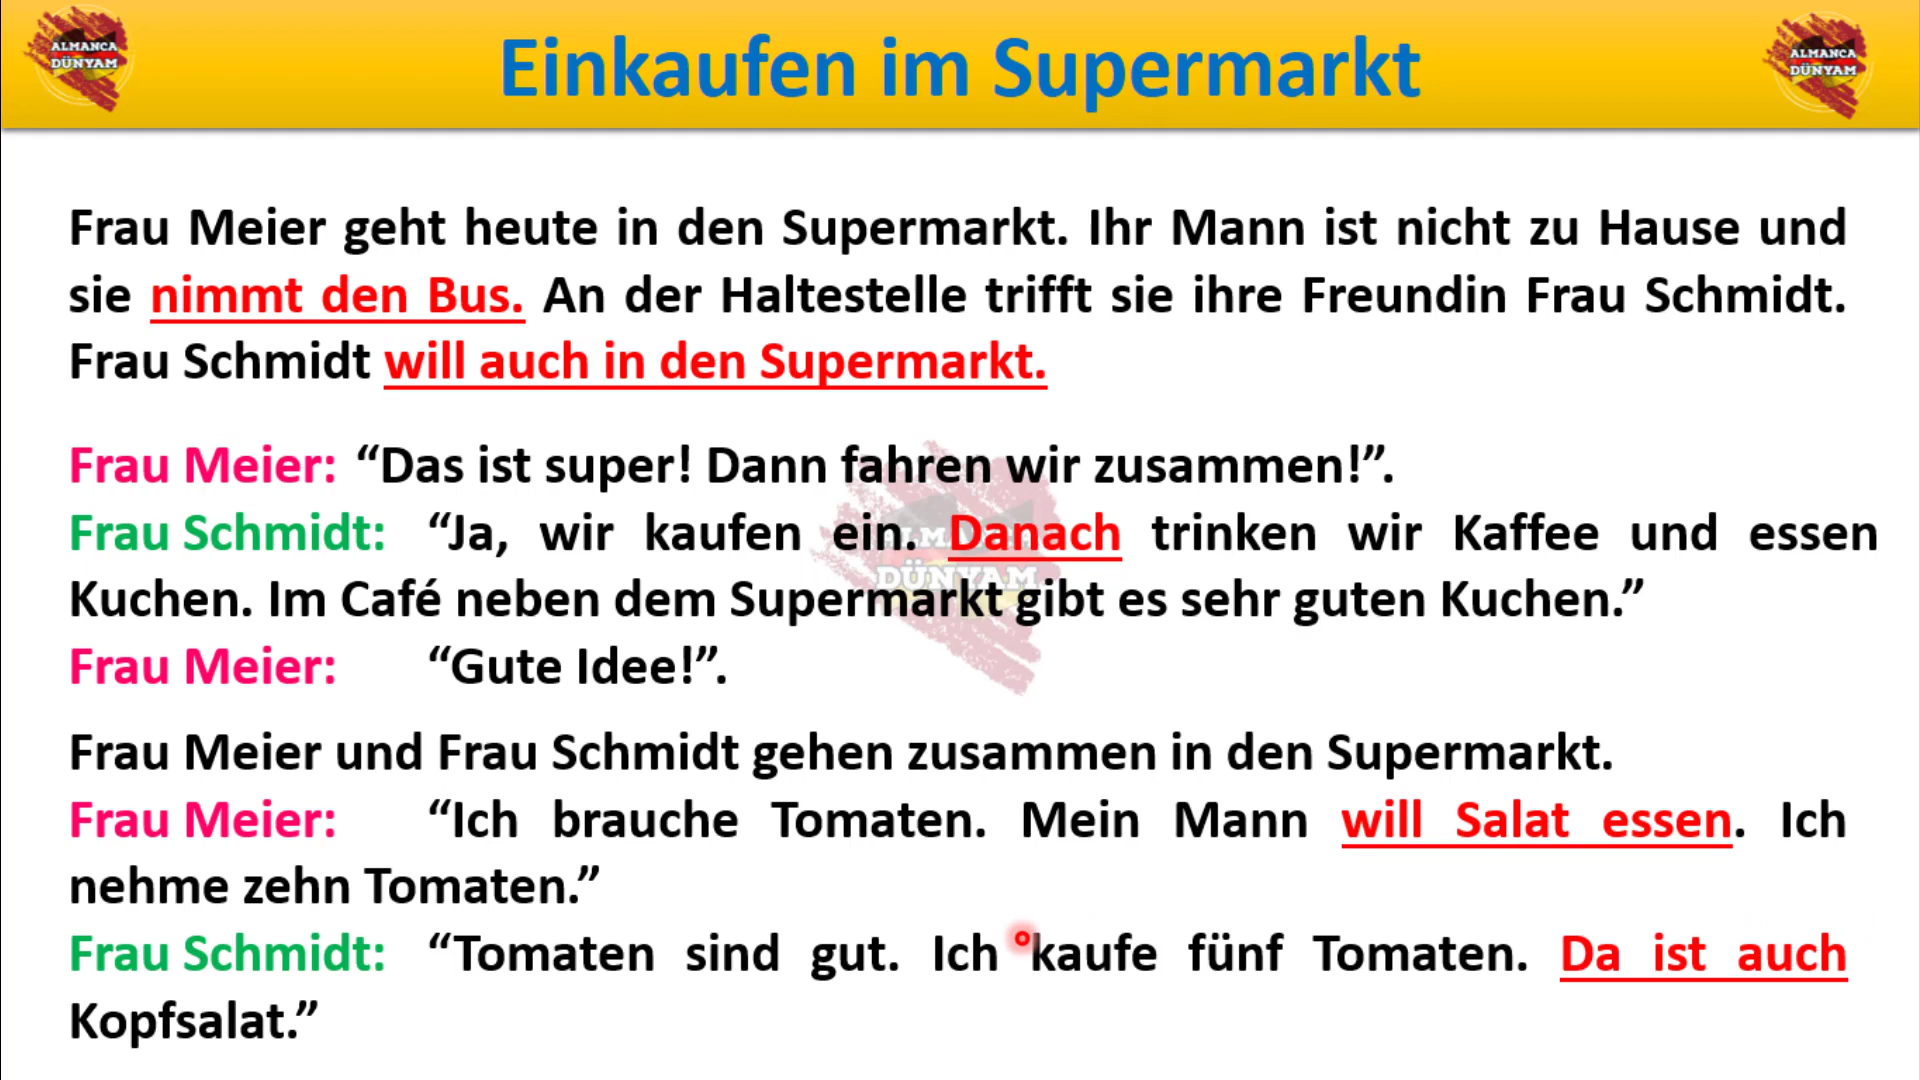 ALMANCA
DÜNYAM
Einkaufen im Supermarkt
ALMANCA
DÜNYAM
Frau Meier geht heute in den Supermarkt. Ihr Mann ist nicht zu Hause und
sie nimmt den Bus. An der Haltestelle trifft sie ihre Freundin Frau Schmidt.
Frau Schmidt will auch in den Supermarkt.
Frau Meier: “Das ist super! Dann fahren wir zusammen!”.
Frau Schmidt: “Ja, wir kaufen ein. Danach trinken wir Kaffee und essen
Kuchen. Im Café neben dem Supermarkt gibt es sehr guten Kuchen.”
Frau Meier: “Gute Idee!”.
Frau Meier und Frau Schmidt gehen zusammen in den Supermarkt.
Frau Meier: “Ich brauche Tomaten. Mein Mann will Salat essen. Ich
nehme zehn Tomaten.”
Frau Schmidt: “Tomaten sind gut. Ich kaufe fünf Tomaten. Da ist auch
Kopfsalat.”
ALMANCA
DÜNYAM